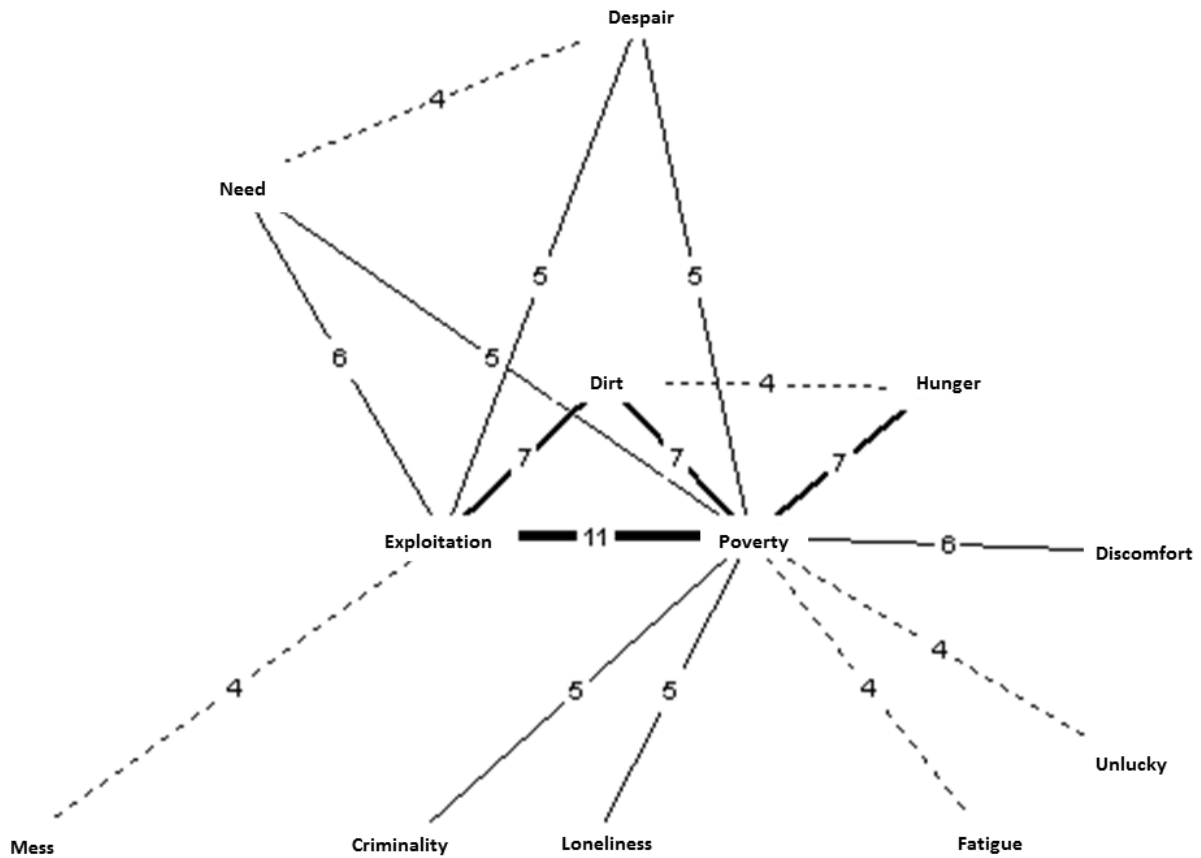 Despair
4
Need
5
5
6
5
Dirt
4
Hunger
7
7
7
Exploitation
11
Poverty
6
Discomfort
4
4
5
5
4
Unlucky
Mess
Criminality
Loneliness
Fatigue